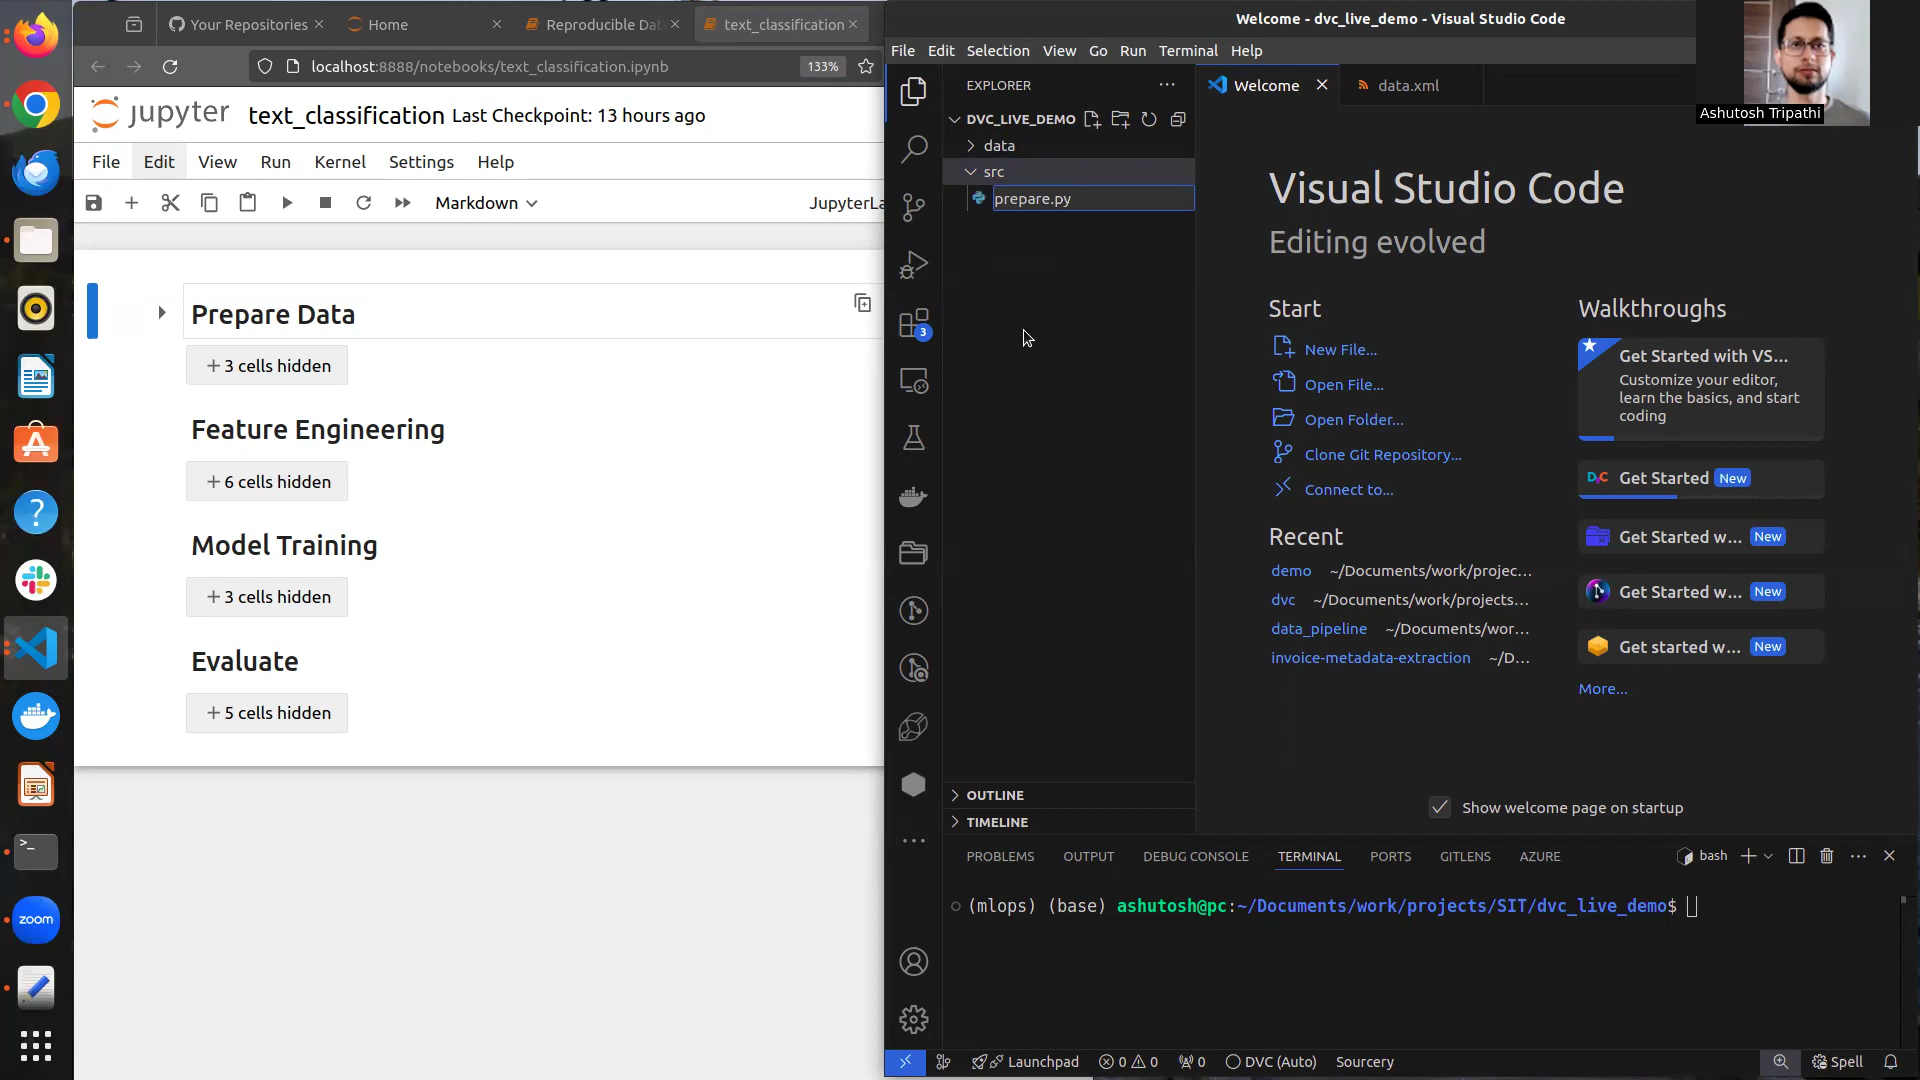 Your Repositories
Home
Reproducible Dat
text_classification
localhost:8888/notebooks/text_classification.ipynb
133%
jupyter text_classification Last Checkpoint: 13 hours ago
File Edit View Run Kernel Settings Help
Markdown
JupyterLa
Prepare Data
+ 3 cells hidden
Feature Engineering
+ 6 cells hidden
Model Training
+ 3 cells hidden
Evaluate
+ 5 cells hidden
zoom
Welcome - dvc_live_demo - Visual Studio Code
File Edit Selection View Go Run Terminal Help
Ashutosh Tripathi
EXPLORER
Welcome
data.xml
DVC_LIVE_DEMO
data
src
prepare.py
3
OUTLINE
TIMELINE
Visual Studio Code
Editing evolved
Start
New File...
Open File...
Open Folder...
Clone Git Repository...
Connect to...
Recent
demo ~/Documents/work/projec...
dvc ~/Documents/work/projects...
data_pipeline ~/Documents/wor...
invoice-metadata-extraction ~/D...
Walkthroughs
Get Started with VS...
Customize your editor,
learn the basics, and start
coding
DVC Get Started New
Get Started w... New
Get Started w... New
Get started w... New
More...
Show welcome page on startup
PROBLEMS OUTPUT DEBUG CONSOLE TERMINAL PORTS GITLENS AZURE
bash
(mlops) (base) ashutosh@pc:~/Documents/work/projects/SIT/dvc_live_demo$
Launchpad 0 0 0 DVC (Auto) Sourcery
Spell